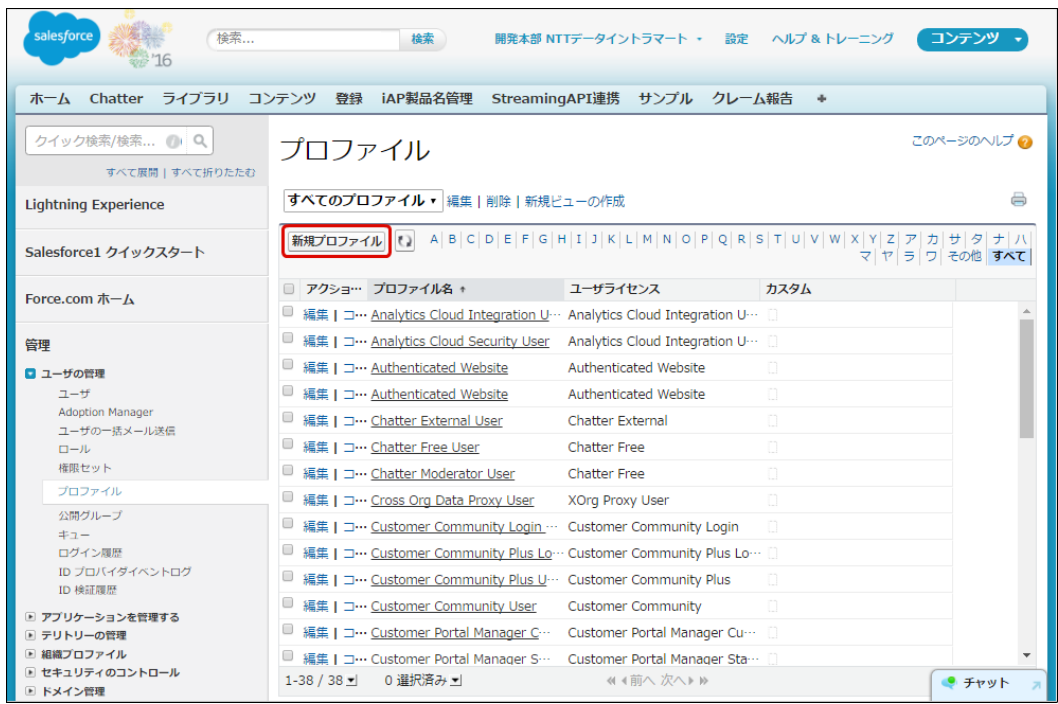 salesforce
'16
検索...
検索
開発本部 NTTデータイントラマート
設定
ヘルプ & トレーニング
コンテンツ
ホーム Chatter ライブラリ コンテンツ 登録 iAP製品名管理 StreamingAPI連携 サンプル クレーム報告 +
クイック検索/検索...
すべて展開 | すべて折りたたむ
Lightning Experience
Salesforce1 クイックスタート
Force.com ホーム
管理
ユーザの管理
ユーザ
Adoption Manager
ユーザの一括メール送信
ロール
権限セット
プロファイル
公開グループ
キュー
ログイン履歴
ID プロバイダイベントログ
ID 検証履歴
アプリケーションを管理する
テリトリーの管理
組織プロファイル
セキュリティのコントロール
ドメイン管理
プロファイル
このページのヘルプ ?
すべてのプロファイル 編集 | 削除 | 新規ビューの作成
新規プロファイル
A | B | C | D | E | F | G | H | I | J | K | L | M | N | O | P | Q | R | S | T | U | V | W | X | Y | Z | ア | カ | サ | タ | ナ | ハ |
マ | ヤ | ラ | ワ | その他 | すべて
アクショ… プロファイル名 ↑ ユーザライセンス カスタム
編集 | コ… Analytics Cloud Integration U… Analytics Cloud Integration U…
編集 | コ… Analytics Cloud Security User Analytics Cloud Integration U…
編集 | コ… Authenticated Website Authenticated Website
編集 | コ… Authenticated Website Authenticated Website
編集 | コ… Chatter External User Chatter External
編集 | コ… Chatter Free User Chatter Free
編集 | コ… Chatter Moderator User Chatter Free
編集 | コ… Cross Org Data Proxy User XOrg Proxy User
編集 | コ… Customer Community Login … Customer Community Login
編集 | コ… Customer Community Plus Lo… Customer Community Plus Lo…
編集 | コ… Customer Community Plus U… Customer Community Plus
編集 | コ… Customer Community User Customer Community
編集 | コ… Customer Portal Manager C… Customer Portal Manager Cu…
編集 | コ… Customer Portal Manager S… Customer Portal Manager Sta…
1-38 / 38 0 選択済み 前へ 次へ
チャット